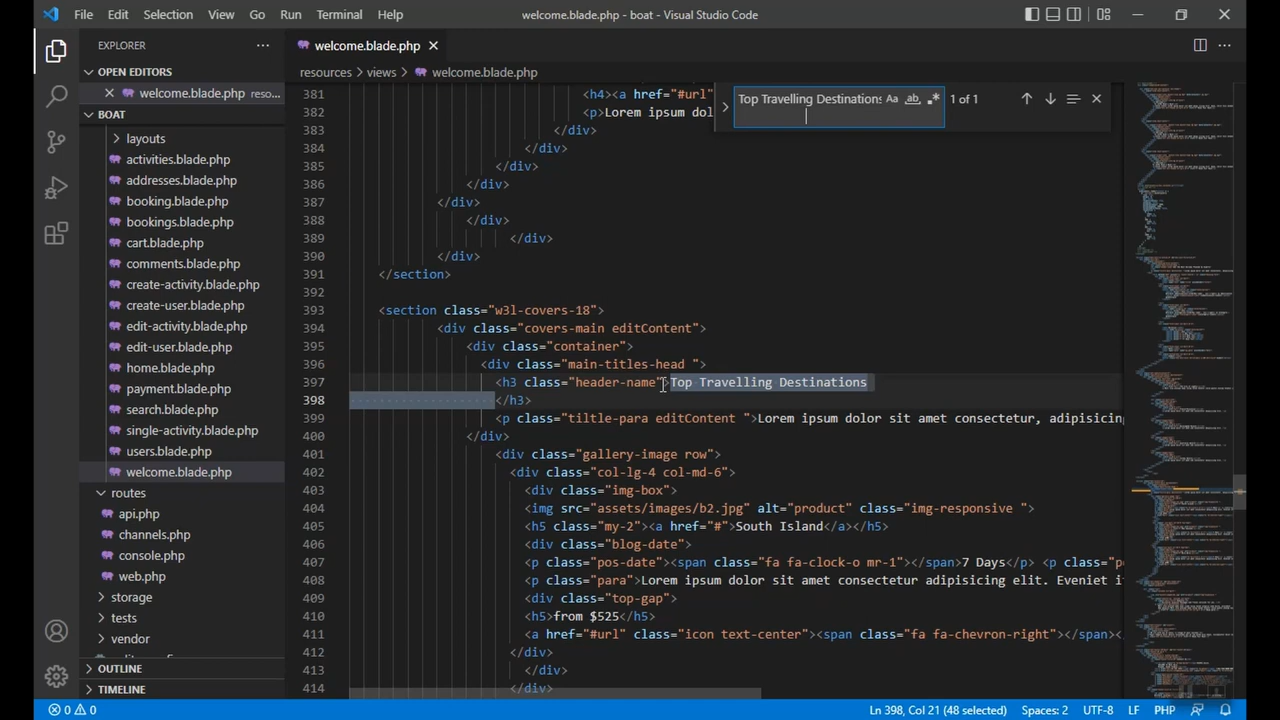 File Edit Selection View Go Run Terminal Help
welcome.blade.php - boat - Visual Studio Code
EXPLORER
OPEN EDITORS
welcome.blade.php reso...
BOAT
layouts
activities.blade.php
addresses.blade.php
booking.blade.php
bookings.blade.php
cart.blade.php
comments.blade.php
create-activity.blade.php
create-user.blade.php
edit-activity.blade.php
edit-user.blade.php
home.blade.php
payment.blade.php
search.blade.php
single-activity.blade.php
users.blade.php
welcome.blade.php
routes
api.php
channels.php
console.php
web.php
storage
tests
vendor
OUTLINE
TIMELINE
welcome.blade.php
resources > views > welcome.blade.php
Top Travelling Destinations Aa ab 1 of 1
381 <h4><a href="#url"
382 <p>Lorem ipsum dol
383 </div>
384 </div>
385 </div>
386 </div>
387 </div>
388 </div>
389 </div>
390 </div>
391 </section>
392
393 <section class="w3l-covers-18">
394 <div class="covers-main editContent">
395 <div class="container">
396 <div class="main-titles-head ">
397 <h3 class="header-name">Top Travelling Destinations
398 </h3>
399 <p class="tiltle-para editContent ">Lorem ipsum dolor sit amet consectetur, adipisicing
400 </div>
401 <div class="gallery-image row">
402 <div class="col-lg-4 col-md-6">
403 <div class="img-box">
404 <img src="assets/images/b2.jpg" alt="product" class="img-responsive ">
405 <h5 class="my-2"><a href="#">South Island</a></h5>
406 <div class="blog-date">
407 <p class="pos-date"><span class="fa fa-clock-o mr-1"></span>7 Days</p> <p class="po
408 <p class="para">Lorem ipsum dolor sit amet consectetur adipisicing elit. Eveniet i
409 <div class="top-gap">
410 <h5>from $525</h5>
411 <a href="#url" class="icon text-center"><span class="fa fa-chevron-right"></span></
412 </div>
413 </div>
414 </div>
0 0 Ln 398, Col 21 (48 selected) Spaces: 2 UTF-8 LF PHP